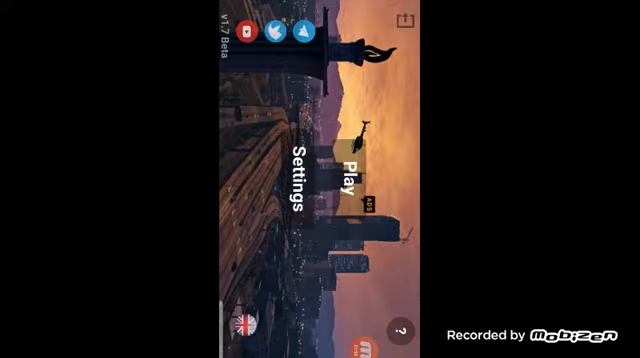 v1.7 Beta
Play
ADS
Settings
?
Recorded by mobizen